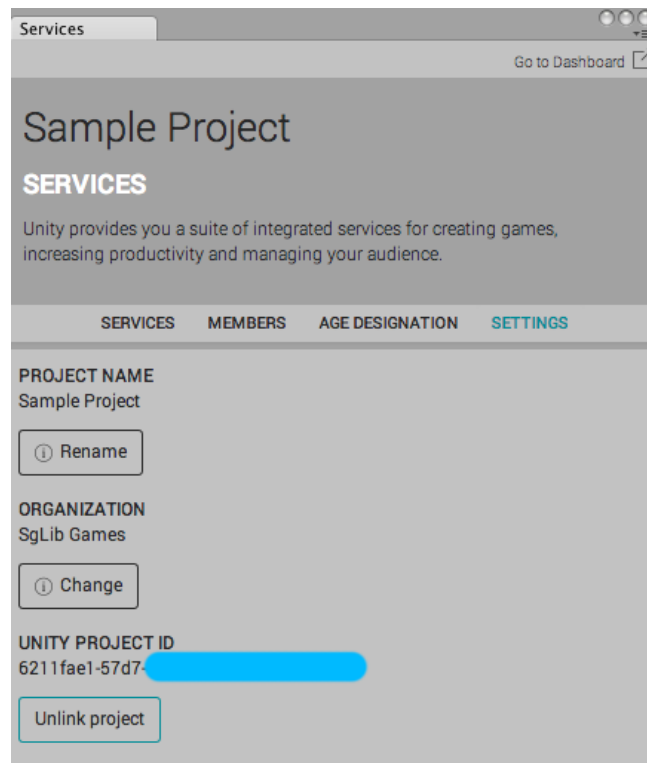 Services
Go to Dashboard
Sample Project
SERVICES
Unity provides you a suite of integrated services for creating games,
increasing productivity and managing your audience.
SERVICES MEMBERS AGE DESIGNATION SETTINGS
PROJECT NAME
Sample Project
Rename
ORGANIZATION
SgLib Games
Change
UNITY PROJECT ID
6211fae1-57d7-
Unlink project